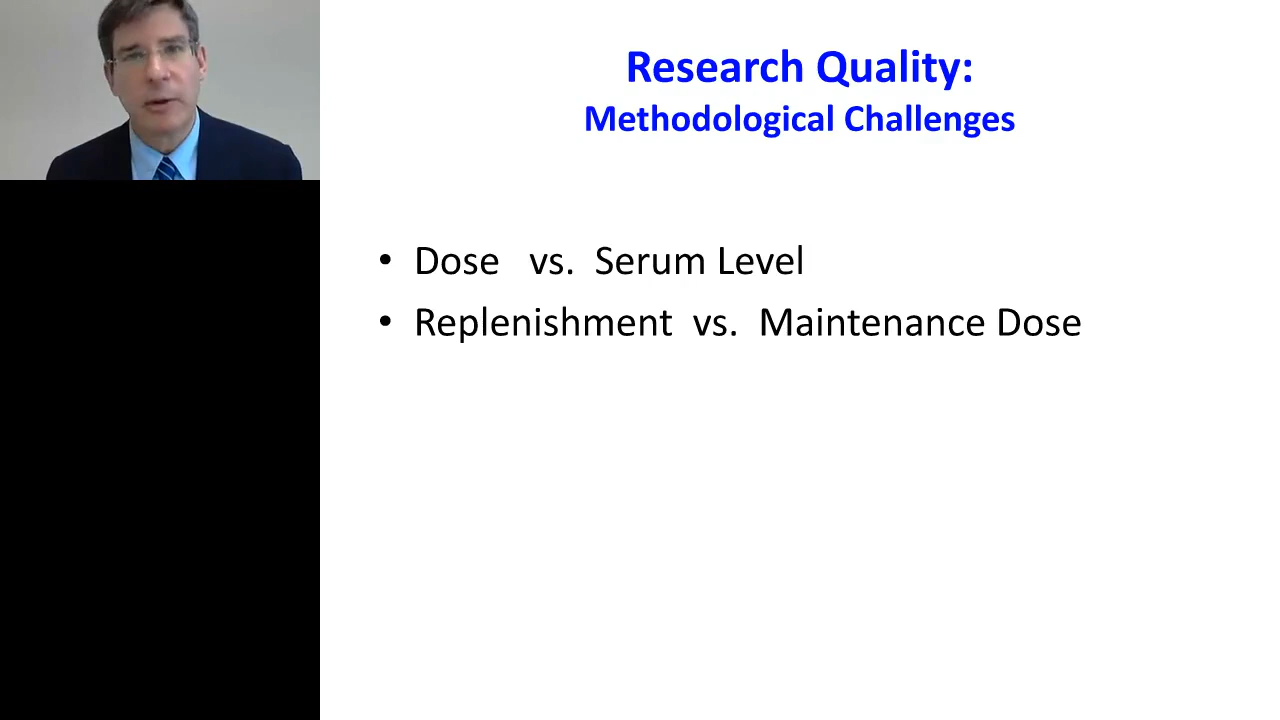 Research Quality:
Methodological Challenges
• Dose vs. Serum Level
• Replenishment vs. Maintenance Dose